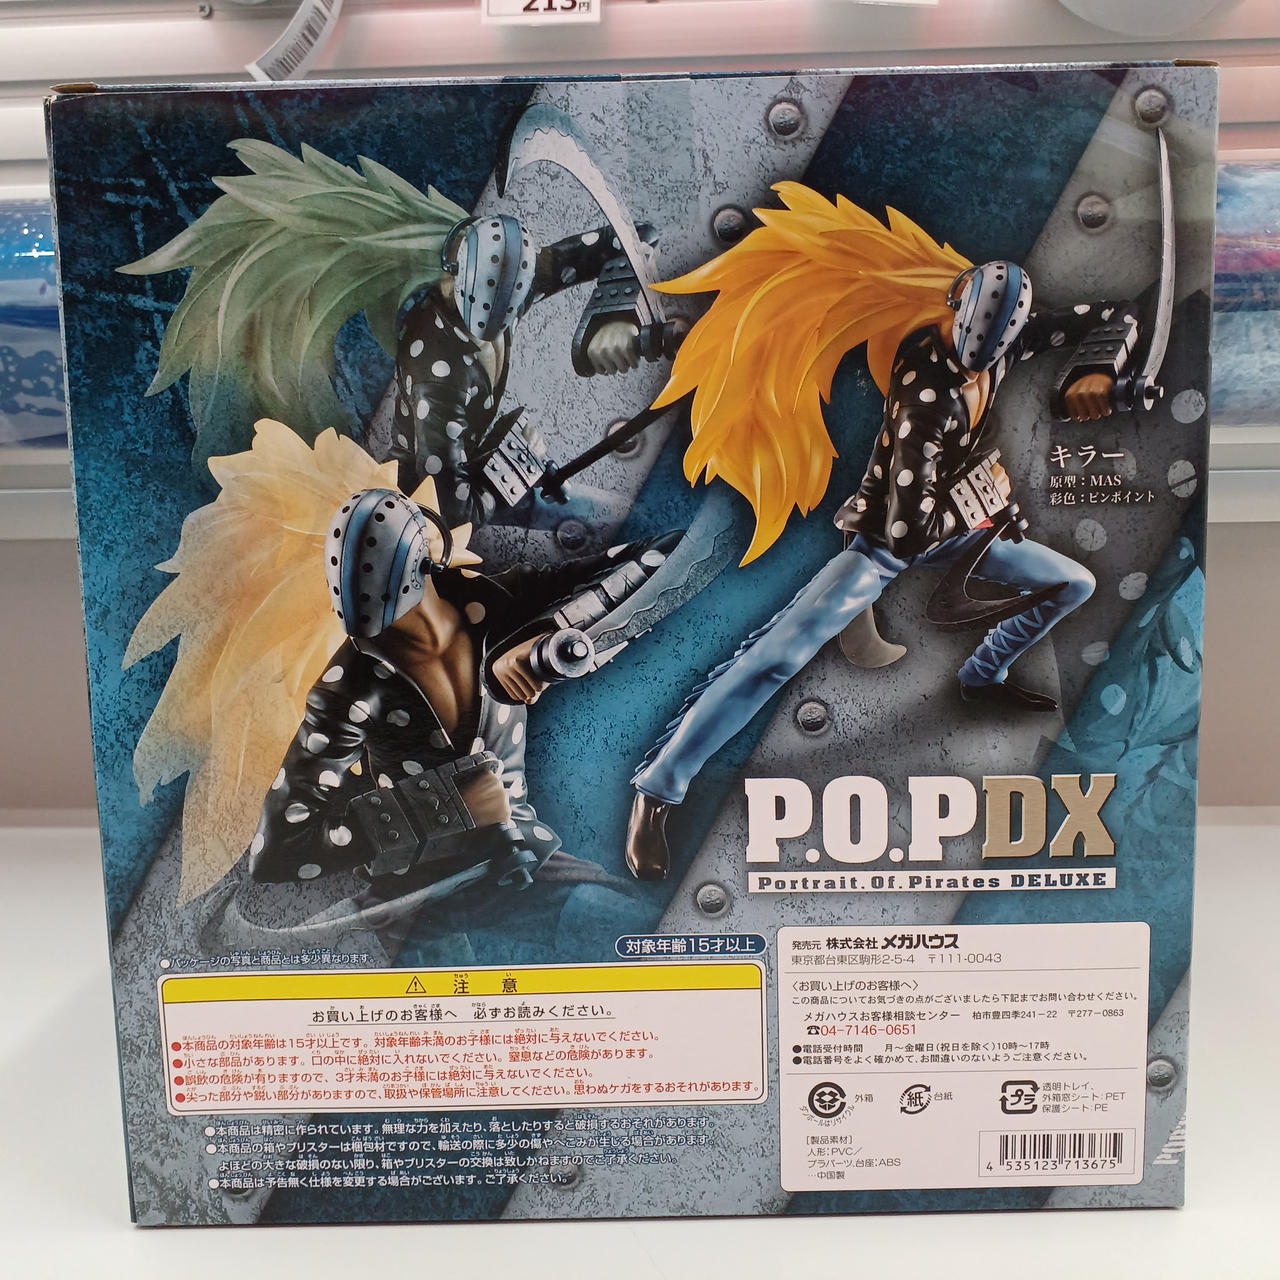 213円
キラー
原型：MAS
彩色：ピンポイント
P.O.P DX
Portrait.Of.Pirates DELUXE
●パッケージの写真と商品とは多少異なります。
対象年齢15才以上
注意
お買い上げのお客様へ 必ずお読みください。
●本商品の対象年齢は15才以上です。対象年齢未満のお子様には絶対に与えないでください。
●小さな部品があります。口の中に絶対に入れないでください。窒息などの危険があります。
●誤飲の危険が有りますので、3才未満のお子様には絶対に与えないでください。
●尖った部分や鋭い部分がありますので、取扱や保管場所に注意してください。思わぬケガをするおそれがあります。
●本商品は精密に作られています。無理な力を加えたり、落としたりすると破損するおそれがあります。
●本商品の箱やブリスターは梱包材ですので、輸送の際に多少の傷やへこみが生じる場合があります。
よほどの大きな破損のない限り、箱やブリスターの交換は致しかねますのでご了承ください。
●本商品は予告無く仕様を変更する場合がございます。ご了承ください。
発売元 株式会社 メガハウス
東京都台東区駒形2-5-4 〒111-0043
〈お買い上げのお客様へ〉
この商品についてお気づきの点がございましたら下記までお問い合わせください。
メガハウスお客様相談センター 柏市豊四季241-22 〒277-0863
☎04-7146-0651
●電話受付時間 月〜金曜日(祝日を除く)10時〜17時
●電話番号をよく確かめて、お間違いのないようご注意ください。
ダンボールはリサイクル
外箱
紙
台紙
プラ
透明トレイ、
外箱窓シート:PET
保護シート:PE
[製品素材]
人形:PVC／
プラパーツ、台座:ABS
…中国製
4 535123 713675